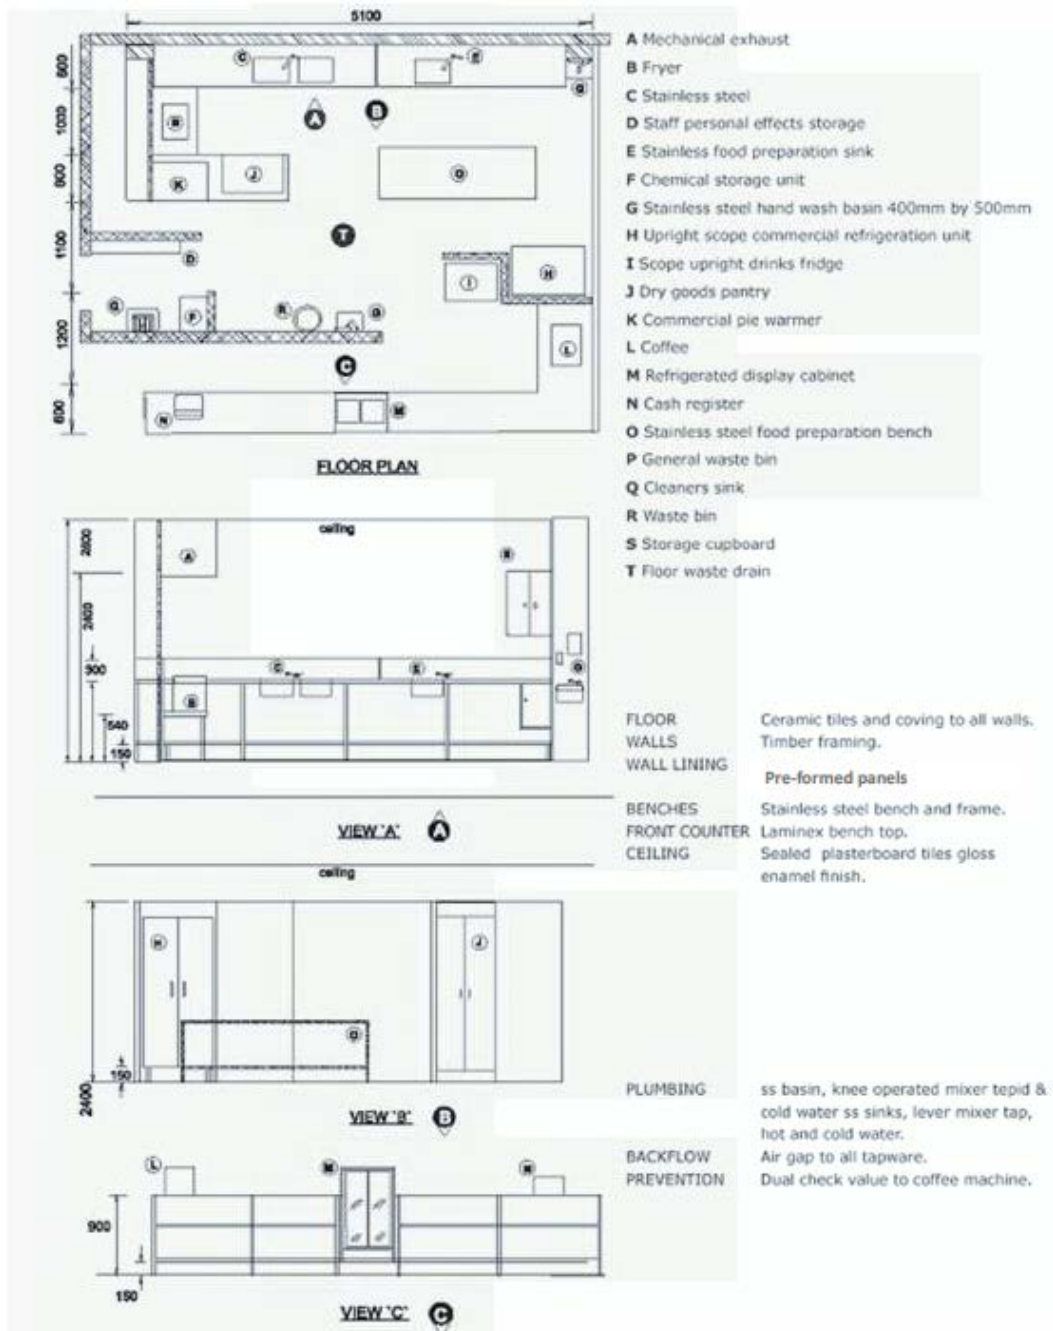 5100
A Mechanical exhaust
B Fryer
C Stainless steel
D Staff personal effects storage
E Stainless food preparation sink
F Chemical storage unit
G Stainless steel hand wash basin 400mm by 500mm
H Upright scope commercial refrigeration unit
I Scope upright drinks fridge
J Dry goods pantry
K Commercial pie warmer
L Coffee
M Refrigerated display cabinet
N Cash register
O Stainless steel food preparation bench
P General waste bin
Q Cleaners sink
R Waste bin
S Storage cupboard
T Floor waste drain
1000
1100
1200
600
C
A
B
K
J
O
T
D
I
H
G
F
R
C
L
N
M
FLOOR PLAN
ceiling
A
2400
300
C
E
B
540
150
VIEW "A" A
FLOOR Ceramic tiles and coving to all walls.
WALLS Timber framing.
WALL LINING Pre-formed panels
BENCHES Stainless steel bench and frame.
FRONT COUNTER Laminex bench top.
CEILING Sealed plasterboard tiles gloss
enamel finish.
ceiling
H
J
O
150
2400
VIEW "B" B
PLUMBING ss basin, knee operated mixer tepid &
cold water ss sinks, lever mixer tap,
hot and cold water.
BACKFLOW Air gap to all tapware.
PREVENTION Dual check value to coffee machine.
L
M
N
900
150
VIEW "C" C